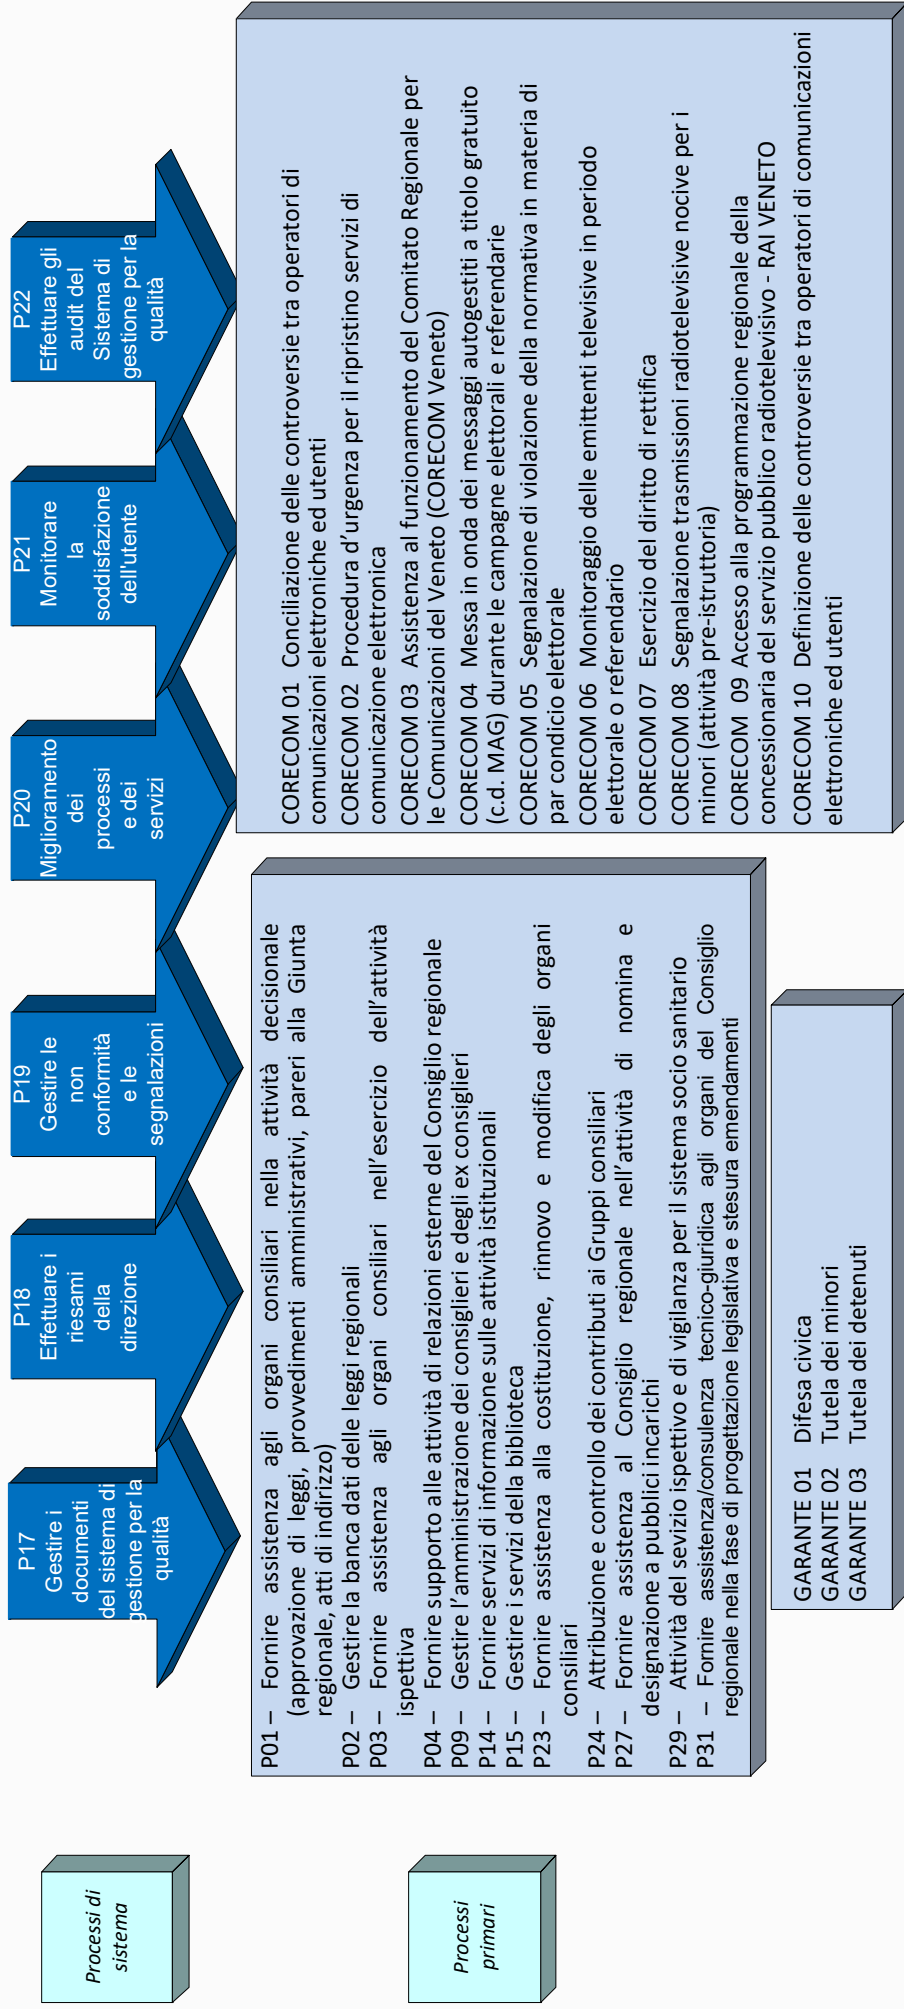 Processi di
sistema
P17
Gestire i
documenti
del sistema di
gestione per la
qualità
P18
Effettuare i
riesami
della
direzione
P19
Gestire le
non
conformità
e le
segnalazioni
P20
Miglioramento
dei
processi
e dei
servizi
P21
Monitorare
la
soddisfazione
dell'utente
P22
Effettuare gli
audit del
Sistema di
gestione per la
qualità
Processi
primari
P01 – Fornire assistenza agli organi consiliari nella attività decisionale
(approvazione di leggi, provvedimenti amministrativi, pareri alla Giunta
regionale, atti di indirizzo)
P02 – Gestire la banca dati delle leggi regionali
P03 – Fornire assistenza agli organi consiliari nell'esercizio dell'attività
ispettiva
P04 – Fornire supporto alle attività di relazioni esterne del Consiglio regionale
P09 – Gestire l'amministrazione dei consiglieri e degli ex consiglieri
P14 – Fornire servizi di informazione sulle attività istituzionali
P15 – Gestire i servizi della biblioteca
P23 – Fornire assistenza alla costituzione, rinnovo e modifica degli organi
consiliari
P24 – Attribuzione e controllo dei contributi ai Gruppi consiliari
P27 – Fornire assistenza al Consiglio regionale nell'attività di nomina e
designazione a pubblici incarichi
P29 – Attività del sevizio ispettivo e di vigilanza per il sistema socio sanitario
P31 – Fornire assistenza/consulenza tecnico-giuridica agli organi del Consiglio
regionale nella fase di progettazione legislativa e stesura emendamenti
GARANTE 01 Difesa civica
GARANTE 02 Tutela dei minori
GARANTE 03 Tutela dei detenuti
CORECOM 01 Conciliazione delle controversie tra operatori di
comunicazioni elettroniche ed utenti
CORECOM 02 Procedura d'urgenza per il ripristino servizi di
comunicazione elettronica
CORECOM 03 Assistenza al funzionamento del Comitato Regionale per
le Comunicazioni del Veneto (CORECOM Veneto)
CORECOM 04 Messa in onda dei messaggi autogestiti a titolo gratuito
(c.d. MAG) durante le campagne elettorali e referendarie
CORECOM 05 Segnalazione di violazione della normativa in materia di
par condicio elettorale
CORECOM 06 Monitoraggio delle emittenti televisive in periodo
elettorale o referendario
CORECOM 07 Esercizio del diritto di rettifica
CORECOM 08 Segnalazione trasmissioni radiotelevisive nocive per i
minori (attività pre-istruttoria)
CORECOM 09 Accesso alla programmazione regionale della
concessionaria del servizio pubblico radiotelevisivo - RAI VENETO
CORECOM 10 Definizione delle controversie tra operatori di comunicazioni
elettroniche ed utenti